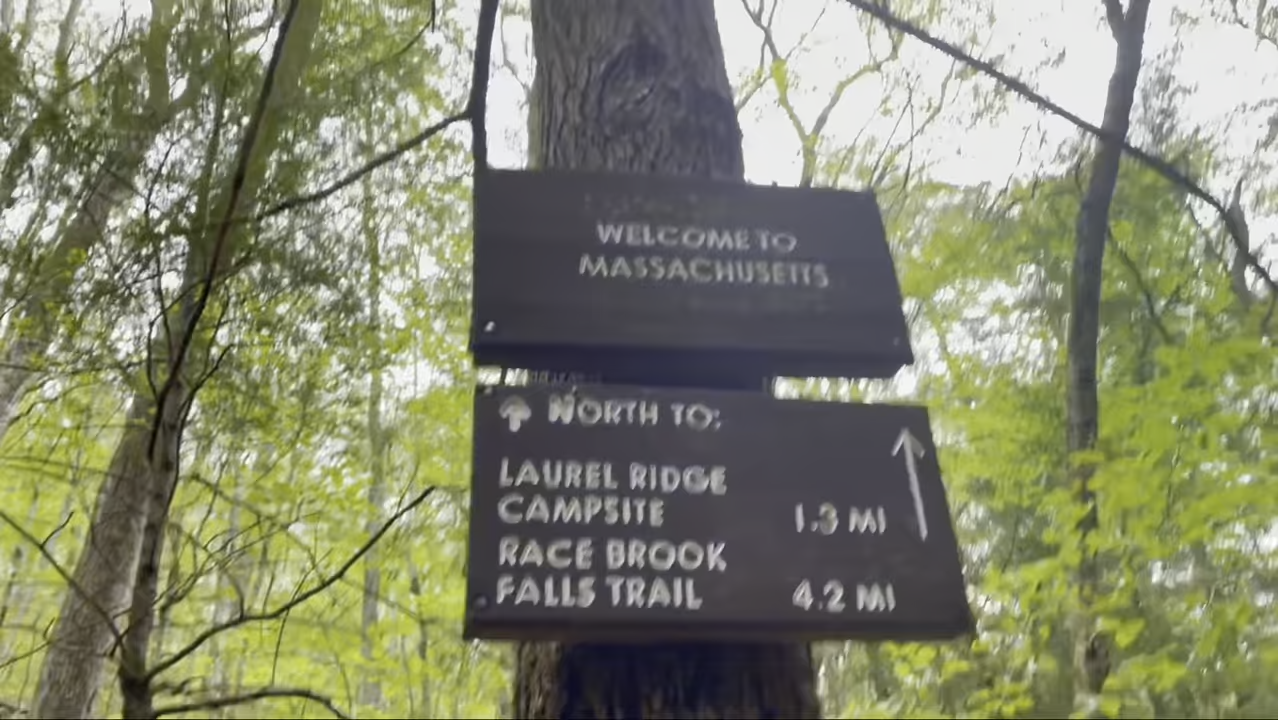 WELCOME TO
MASSACHUSETTS
NORTH TO:
LAUREL RIDGE
CAMPSITE 1.3 MI
RACE BROOK
FALLS TRAIL 4.2 MI